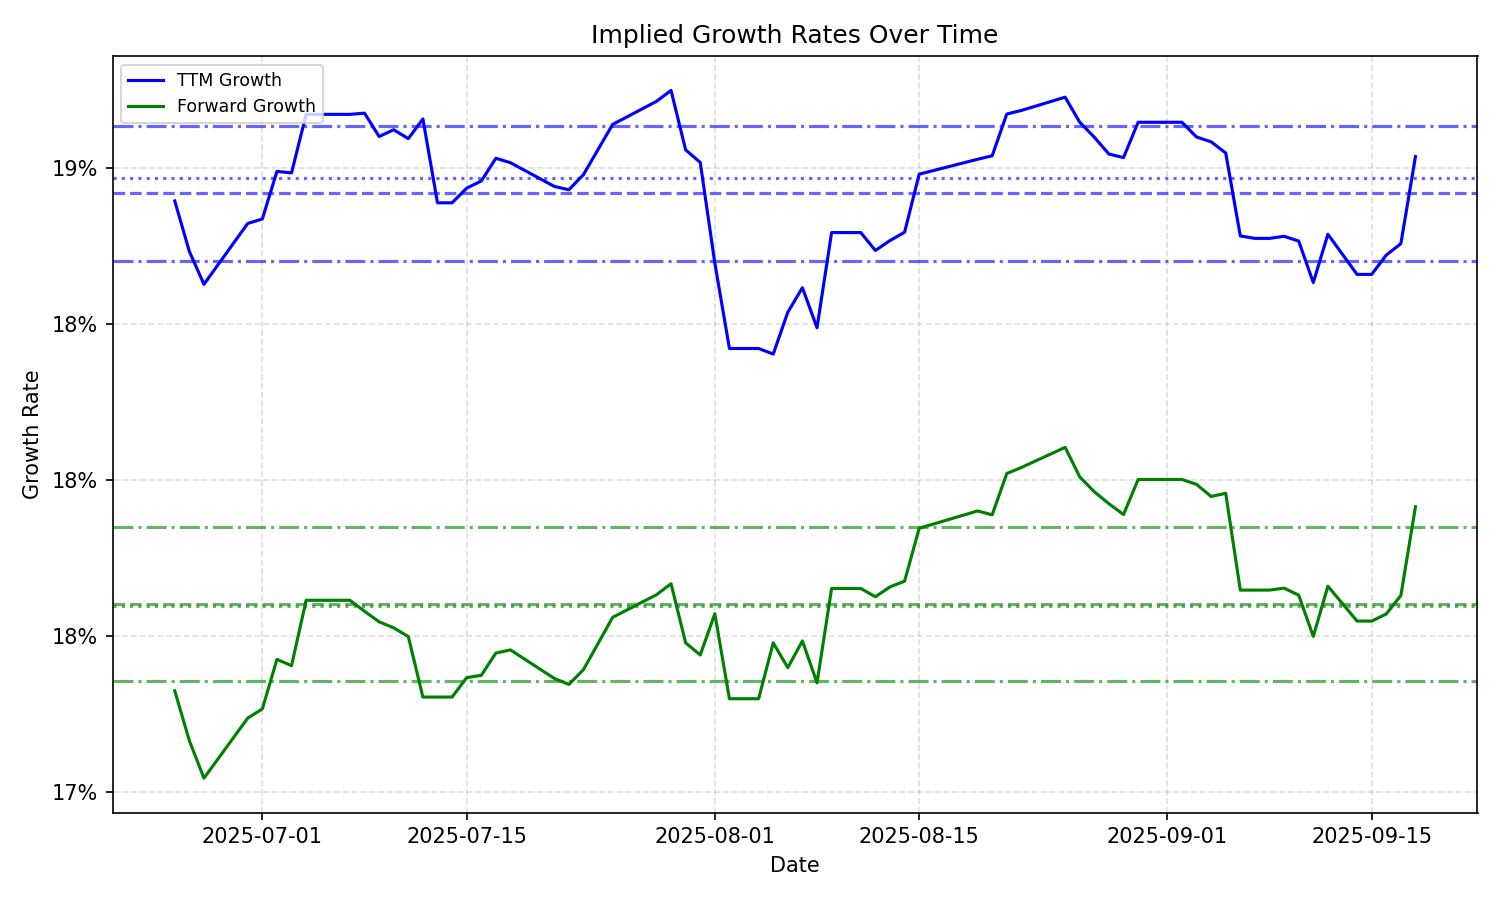 Implied Growth Rates Over Time
TTM Growth
Forward Growth
19%
18%
18%
18%
17%
Growth Rate
2025-07-01
2025-07-15
2025-08-01
2025-08-15
2025-09-01
2025-09-15
Date